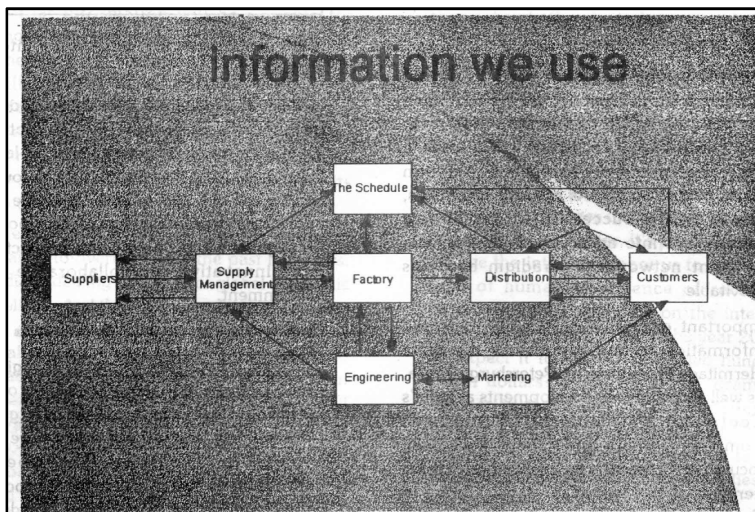 Information we use
The Schedule
Suppliers
Supply
Management
Factory
Distribution
Customers
Engineering
Marketing